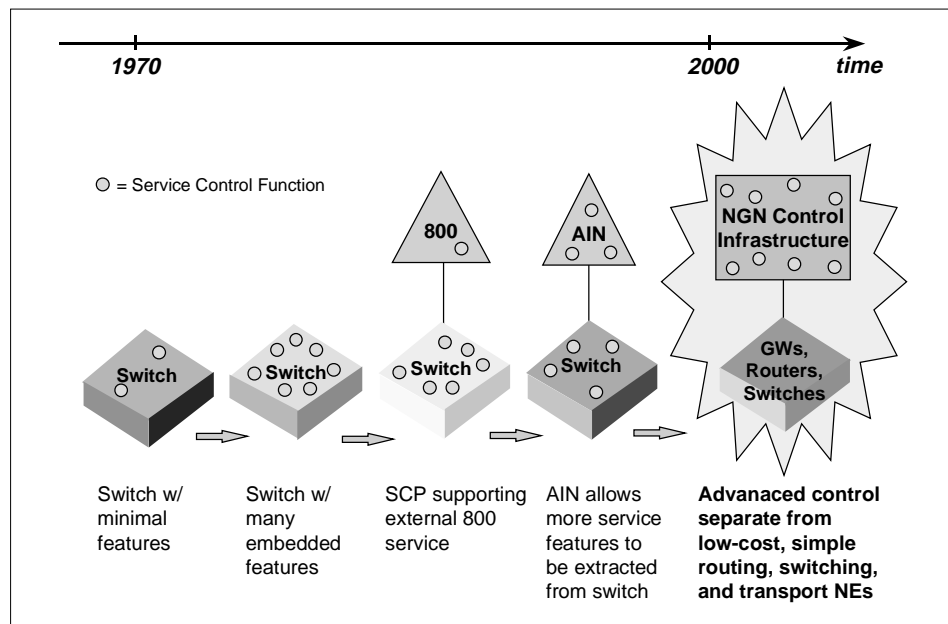 1970
2000
time
= Service Control Function
800
AIN
NGN Control
Infrastructure
Switch
Switch
Switch
Switch
GWs,
Routers,
Switches
Switch w/
minimal
features
Switch w/
many
embedded
features
SCP supporting
external 800
service
AIN allows
more service
features to
be extracted
from switch
Advanaced control
separate from
low-cost, simple
routing, switching,
and transport NEs